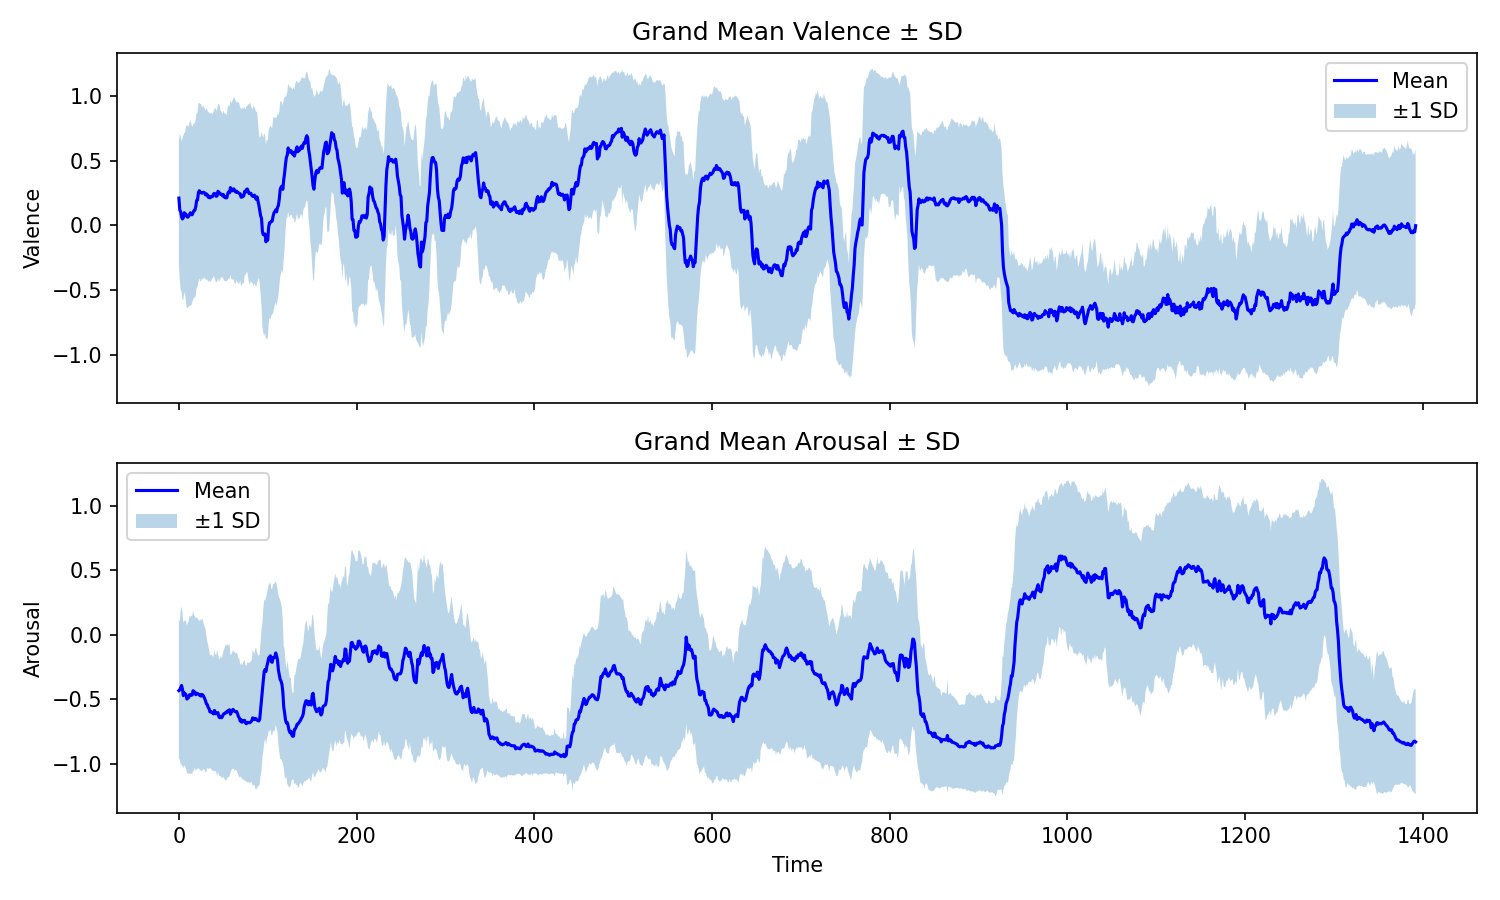 Grand Mean Valence ± SD
Valence
1.0
0.5
0.0
−0.5
−1.0
Mean
±1 SD
Grand Mean Arousal ± SD
Arousal
1.0
0.5
0.0
−0.5
−1.0
Mean
±1 SD
0 200 400 600 800 1000 1200 1400
Time